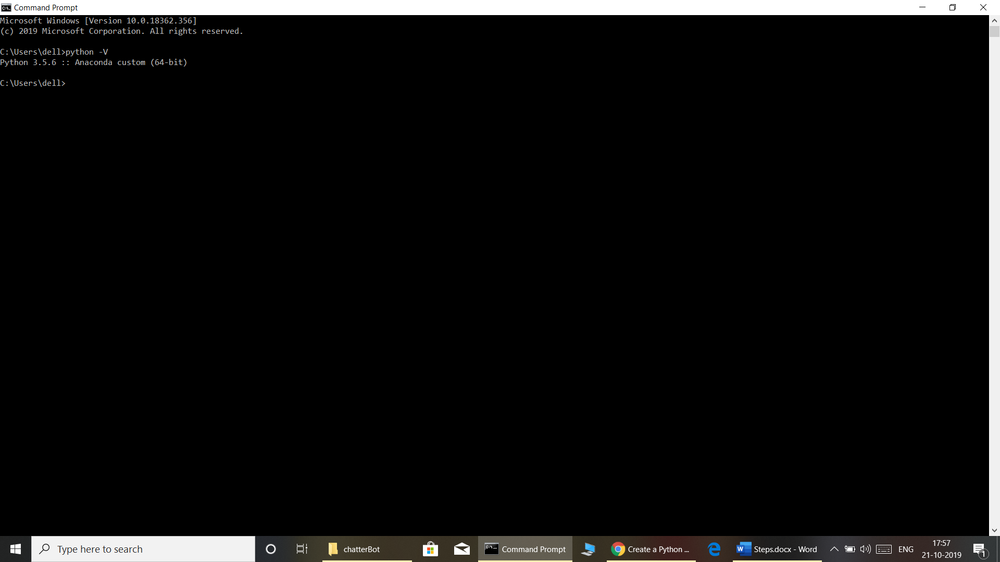 Command Prompt
Microsoft Windows [Version 10.0.18362.356]
(c) 2019 Microsoft Corporation. All rights reserved.
C:\Users\dell>python -V
Python 3.5.6 :: Anaconda custom (64-bit)
C:\Users\dell>
Type here to search
chatterBot
Command Prompt
Create a Python ...
Steps.docx - Word
ENG
17:57
21-10-2019
1